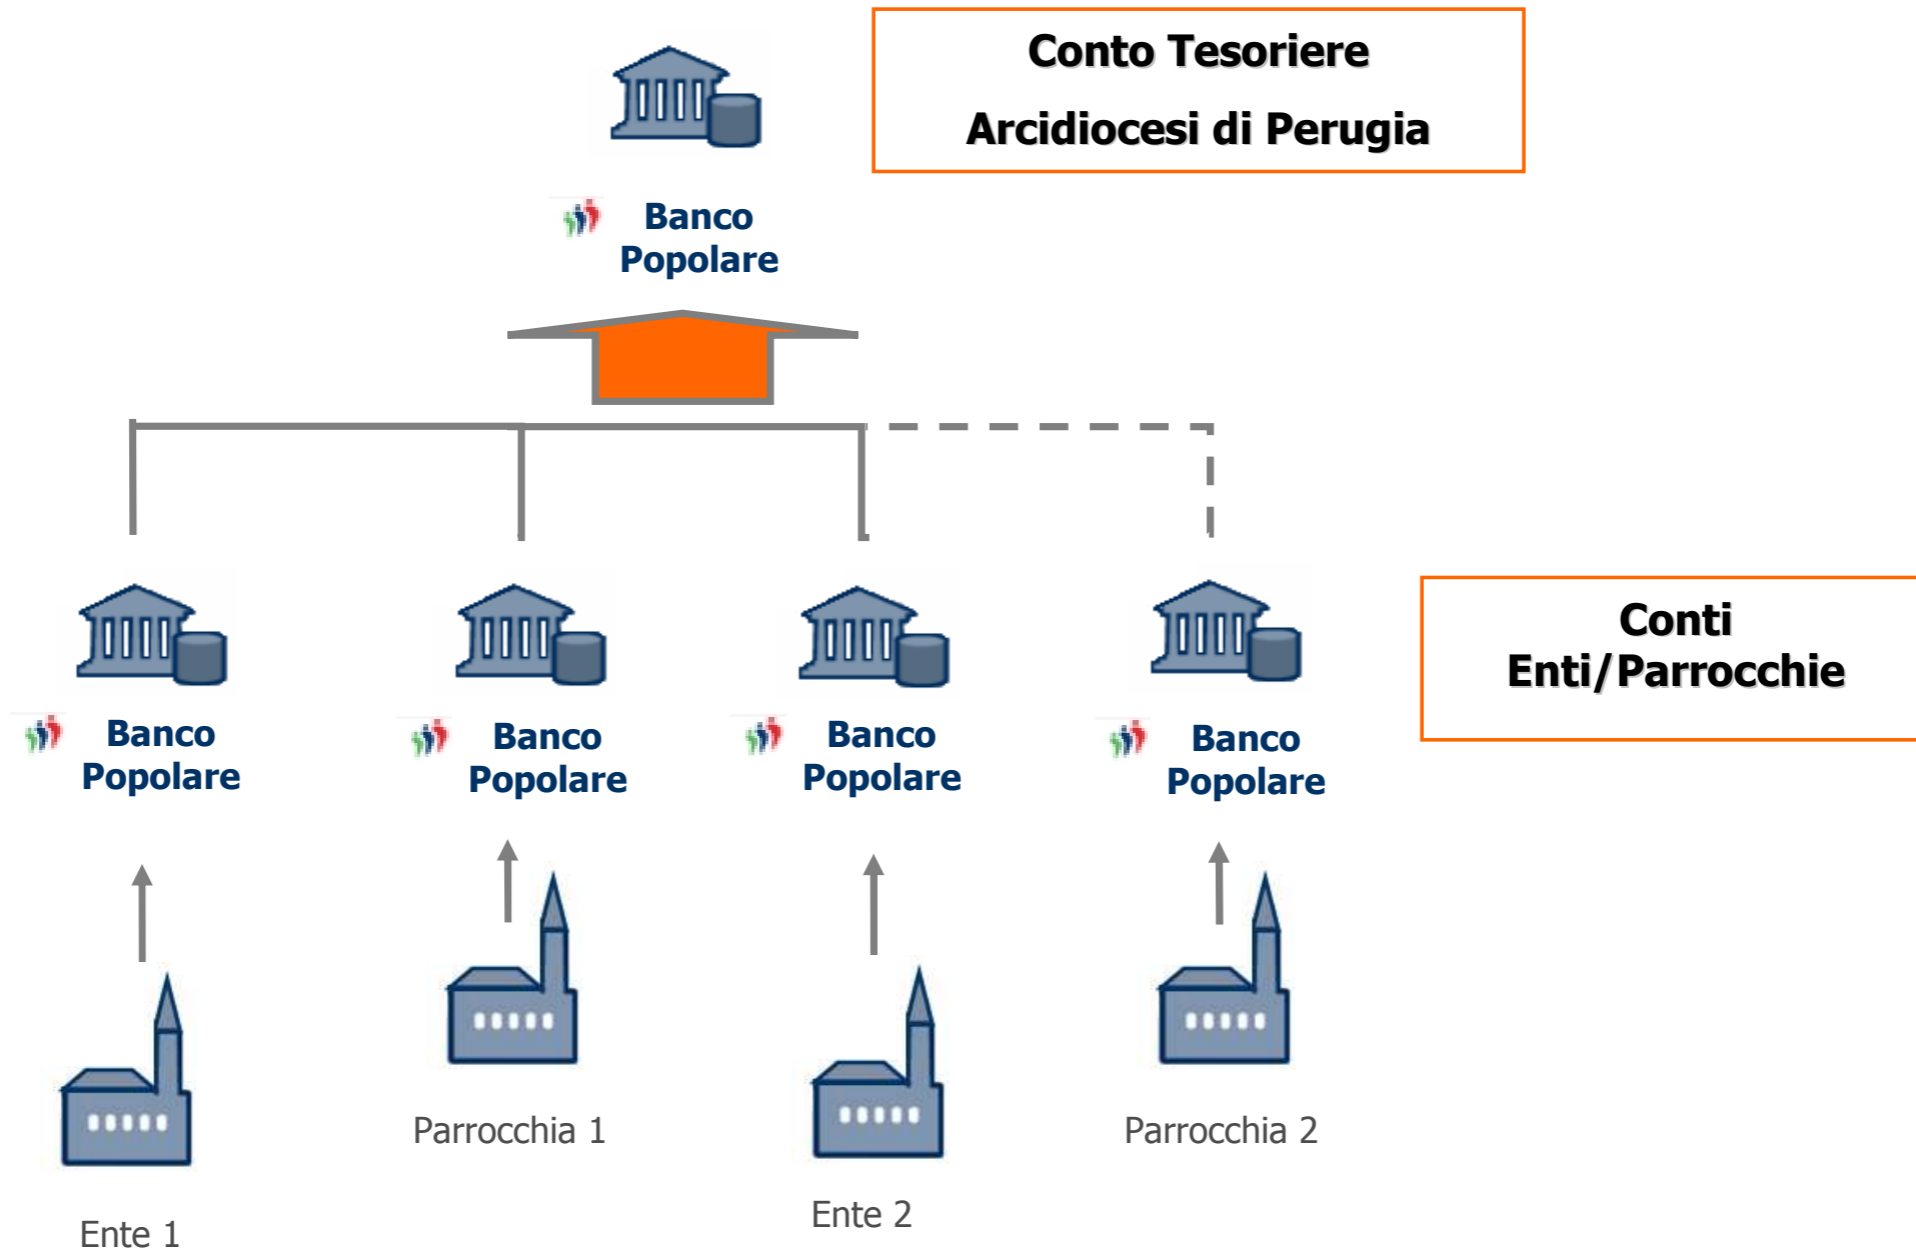 Conto Tesoriere
Arcidiocesi di Perugia
Banco
Popolare
Conti
Enti/Parrocchie
Banco
Popolare
Banco
Popolare
Banco
Popolare
Banco
Popolare
Parrocchia 1
Parrocchia 2
Ente 2
Ente 1